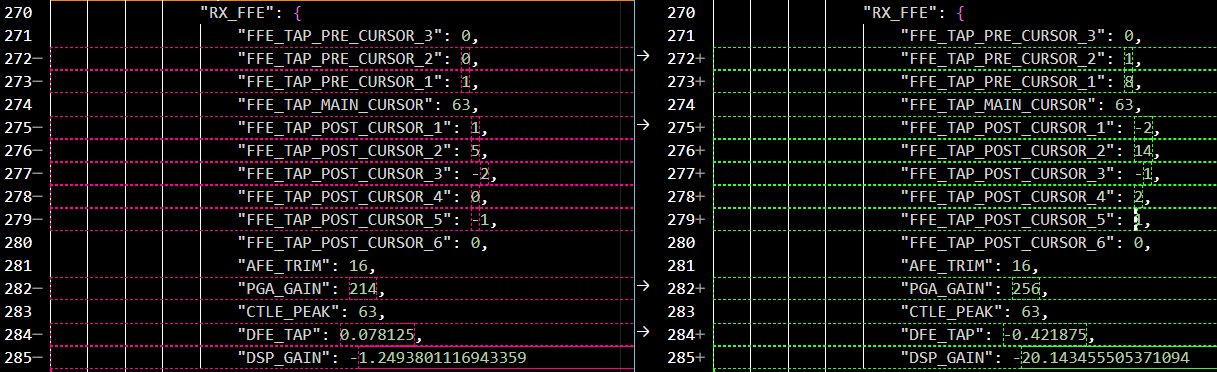 270 "RX_FFE": {
271 "FFE_TAP_PRE_CURSOR_3": 0,
272− "FFE_TAP_PRE_CURSOR_2": 0,
273− "FFE_TAP_PRE_CURSOR_1": 1,
274 "FFE_TAP_MAIN_CURSOR": 63,
275− "FFE_TAP_POST_CURSOR_1": 1,
276− "FFE_TAP_POST_CURSOR_2": 5,
277− "FFE_TAP_POST_CURSOR_3": -2,
278− "FFE_TAP_POST_CURSOR_4": 0,
279− "FFE_TAP_POST_CURSOR_5": -1,
280 "FFE_TAP_POST_CURSOR_6": 0,
281 "AFE_TRIM": 16,
282− "PGA_GAIN": 214,
283 "CTLE_PEAK": 63,
284− "DFE_TAP": 0.078125,
285− "DSP_GAIN": -1.2493801116943359
270 "RX_FFE": {
271 "FFE_TAP_PRE_CURSOR_3": 0,
→ 272+ "FFE_TAP_PRE_CURSOR_2": 1,
273+ "FFE_TAP_PRE_CURSOR_1": 8,
274 "FFE_TAP_MAIN_CURSOR": 63,
→ 275+ "FFE_TAP_POST_CURSOR_1": -2,
276+ "FFE_TAP_POST_CURSOR_2": 14,
277+ "FFE_TAP_POST_CURSOR_3": -1,
278+ "FFE_TAP_POST_CURSOR_4": 2,
279+ "FFE_TAP_POST_CURSOR_5": 1,
280 "FFE_TAP_POST_CURSOR_6": 0,
281 "AFE_TRIM": 16,
→ 282+ "PGA_GAIN": 256,
283 "CTLE_PEAK": 63,
→ 284+ "DFE_TAP": -0.421875,
285+ "DSP_GAIN": -20.143455505371094